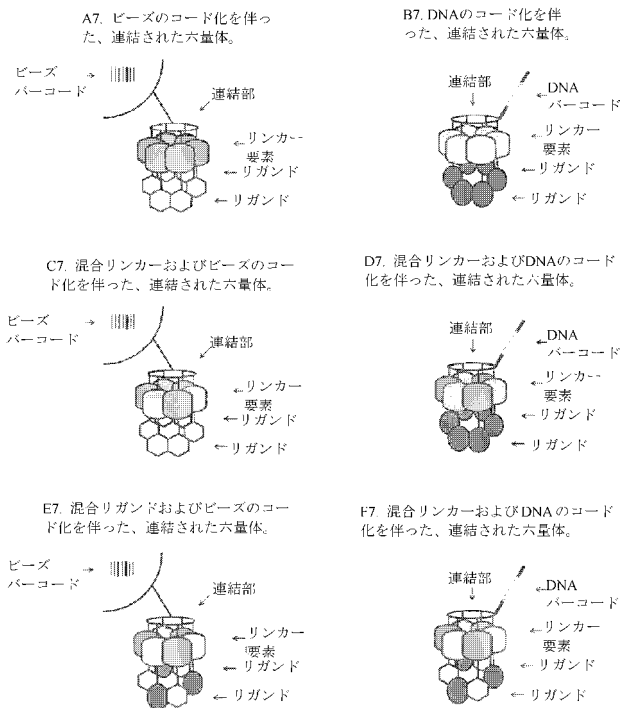 A7. ビーズのコード化を伴っ
た、連結された六量体。
ビーズ
バーコード
連結部
リンカー
要素
リガンド
リガンド
B7. DNAのコード化を伴
った、連結された六量体。
連結部
DNA
バーコード
リンカー
要素
リガンド
リガンド
C7. 混合リンカーおよびビーズのコー
ド化を伴った、連結された六量体。
ビーズ
バーコード
連結部
リンカー
要素
リガンド
リガンド
D7. 混合リンカーおよびDNAのコード
化を伴った、連結された六量体。
連結部
DNA
バーコード
リンカー
要素
リガンド
リガンド
E7. 混合リガンドおよびビーズのコー
ド化を伴った、連結された六量体。
ビーズ
バーコード
連結部
リンカー
要素
リガンド
リガンド
F7. 混合リンカーおよびDNAのコード
化を伴った、連結された六量体。
連結部
DNA
バーコード
リンカー
要素
リガンド
リガンド